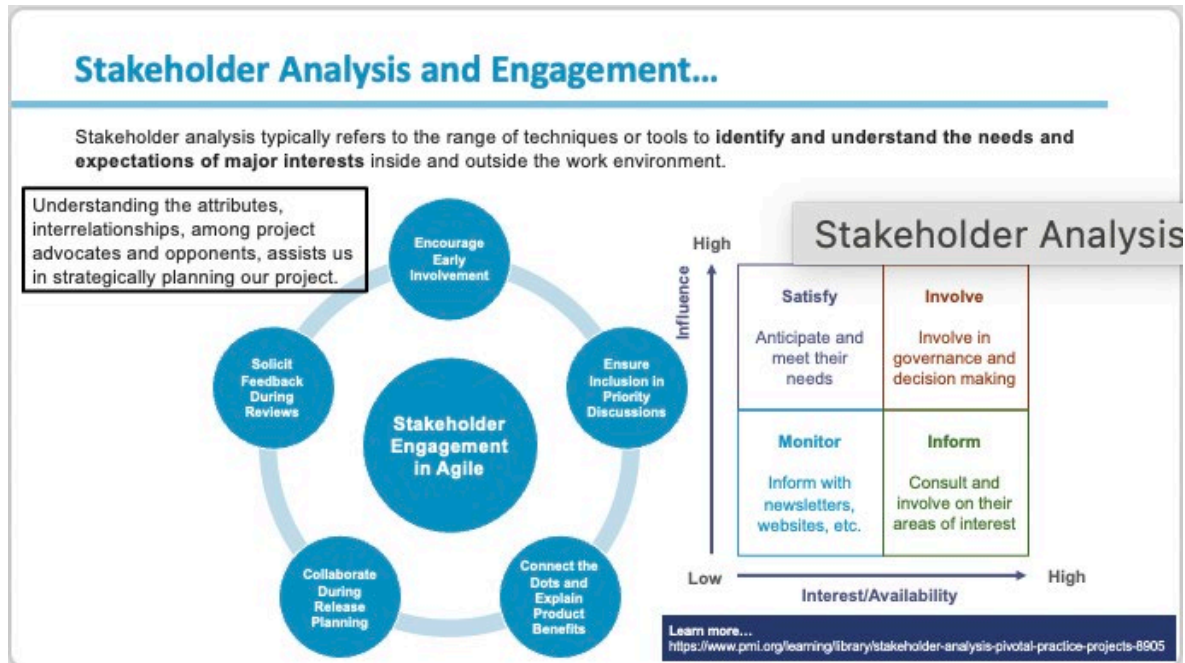 Stakeholder Analysis and Engagement...
Stakeholder analysis typically refers to the range of techniques or tools to identify and understand the needs and
expectations of major interests inside and outside the work environment.
Understanding the attributes,
interrelationships, among project
advocates and opponents, assists us
in strategically planning our project.
Encourage
Early
Involvement
Ensure
Inclusion in
Priority
Discussions
Connect the
Dots and
Explain
Product
Benefits
Collaborate
During
Release
Planning
Solicit
Feedback
During
Reviews
Stakeholder
Engagement
in Agile
Stakeholder Analysis
High
Influence
Satisfy
Anticipate and
meet their
needs
Involve
Involve in
governance and
decision making
Monitor
Inform with
newsletters,
websites, etc.
Inform
Consult and
involve on their
areas of interest
Low
High
Interest/Availability
Learn more...
https://www.pmi.org/learning/library/stakeholder-analysis-pivotal-practice-projects-8905